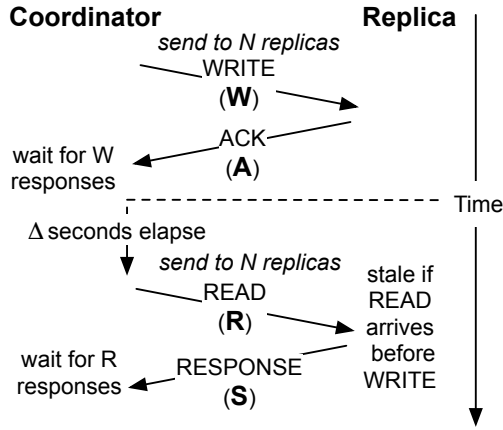 Coordinator
Replica
send to N replicas
WRITE
(W)
ACK
(A)
wait for W
responses
Time
Δ seconds elapse
send to N replicas
READ
(R)
stale if
READ
arrives
before
WRITE
wait for R
responses
RESPONSE
(S)